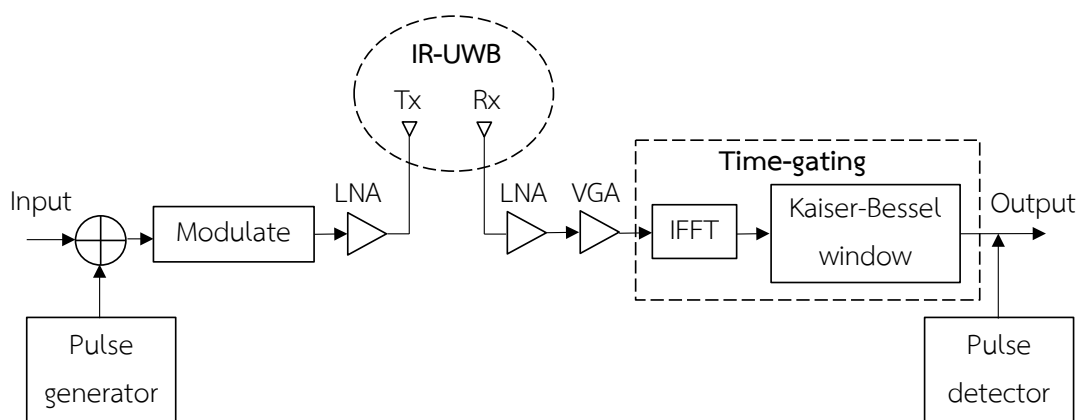 IR-UWB
Tx
Rx
Time-gating
LNA
LNA
VGA
Input
Modulate
IFFT
Kaiser-Bessel
window
Output
Pulse
generator
Pulse
detector